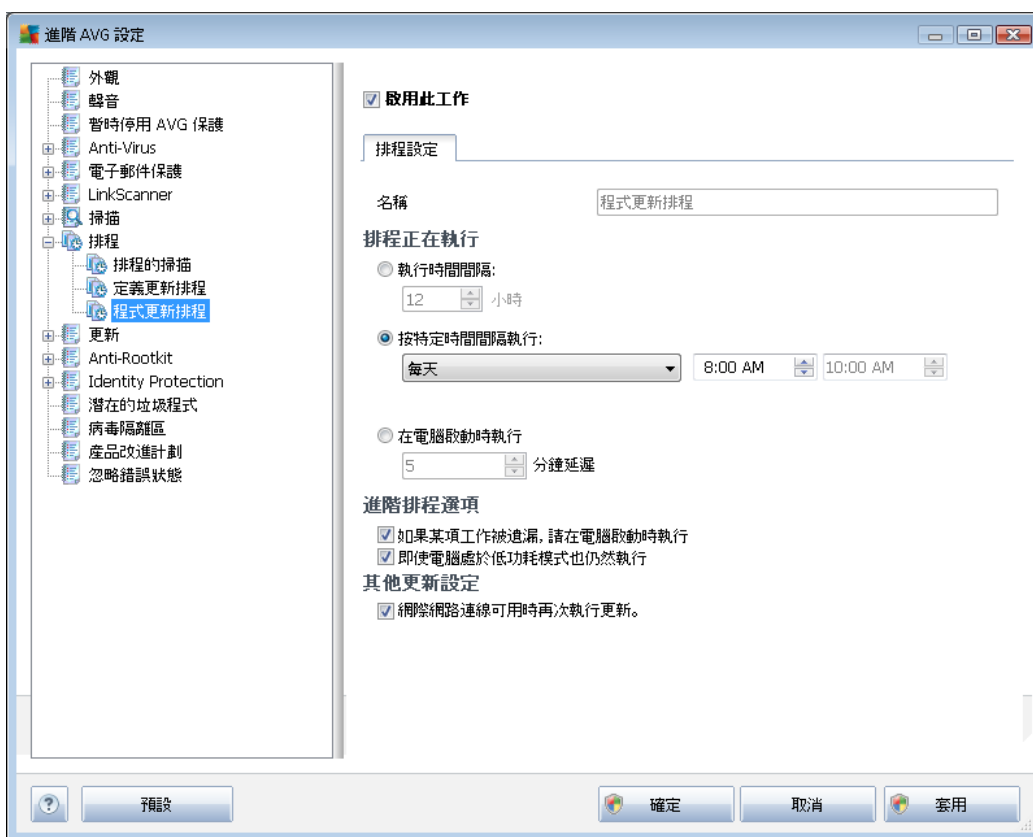 進階 AVG 設定
外觀
聲音
暫時停用 AVG 保護
Anti-Virus
電子郵件保護
LinkScanner
掃描
排程
排程的掃描
定義更新排程
程式更新排程
更新
Anti-Rootkit
Identity Protection
潛在的垃圾程式
病毒隔離區
產品改進計劃
忽略錯誤狀態
啟用此工作
排程設定
名稱 程式更新排程
排程正在執行
執行時間間隔:
12 小時
按特定時間間隔執行:
每天 8:00 AM 10:00 AM
在電腦啟動時執行
5 分鐘延遲
進階排程選項
如果某項工作被遺漏, 請在電腦啟動時執行
即使電腦處於低功耗模式也仍然執行
其他更新設定
網際網路連線可用時再次執行更新。
? 預設 確定 取消 套用